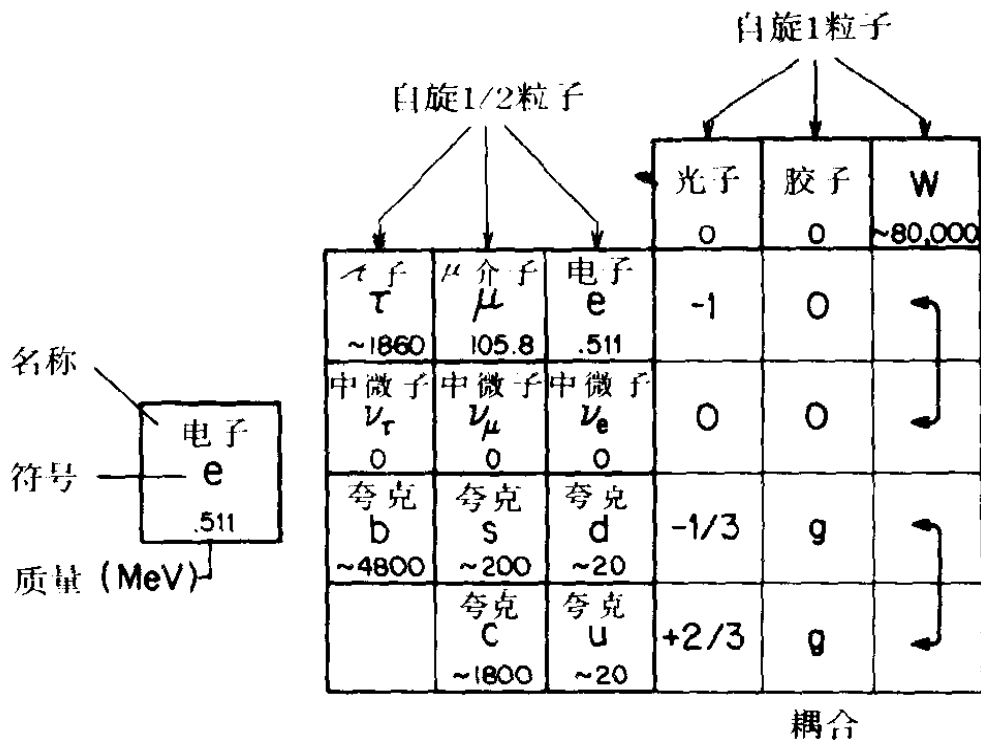 自旋1粒子
自旋1/2粒子
光子 胶子 W
0 0 ~80,000
子 μ介子 电子
τ μ e -1 0
~1860 105.8 .511
中微子 中微子 中微子
ντ νμ νe 0 0
0 0 0
夸克 夸克 夸克
b s d -1/3 g
~4800 ~200 ~20
夸克 夸克
c u +2/3 g
~1800 ~20
耦合
名称
电子
符号 e
.511
质量 (MeV)